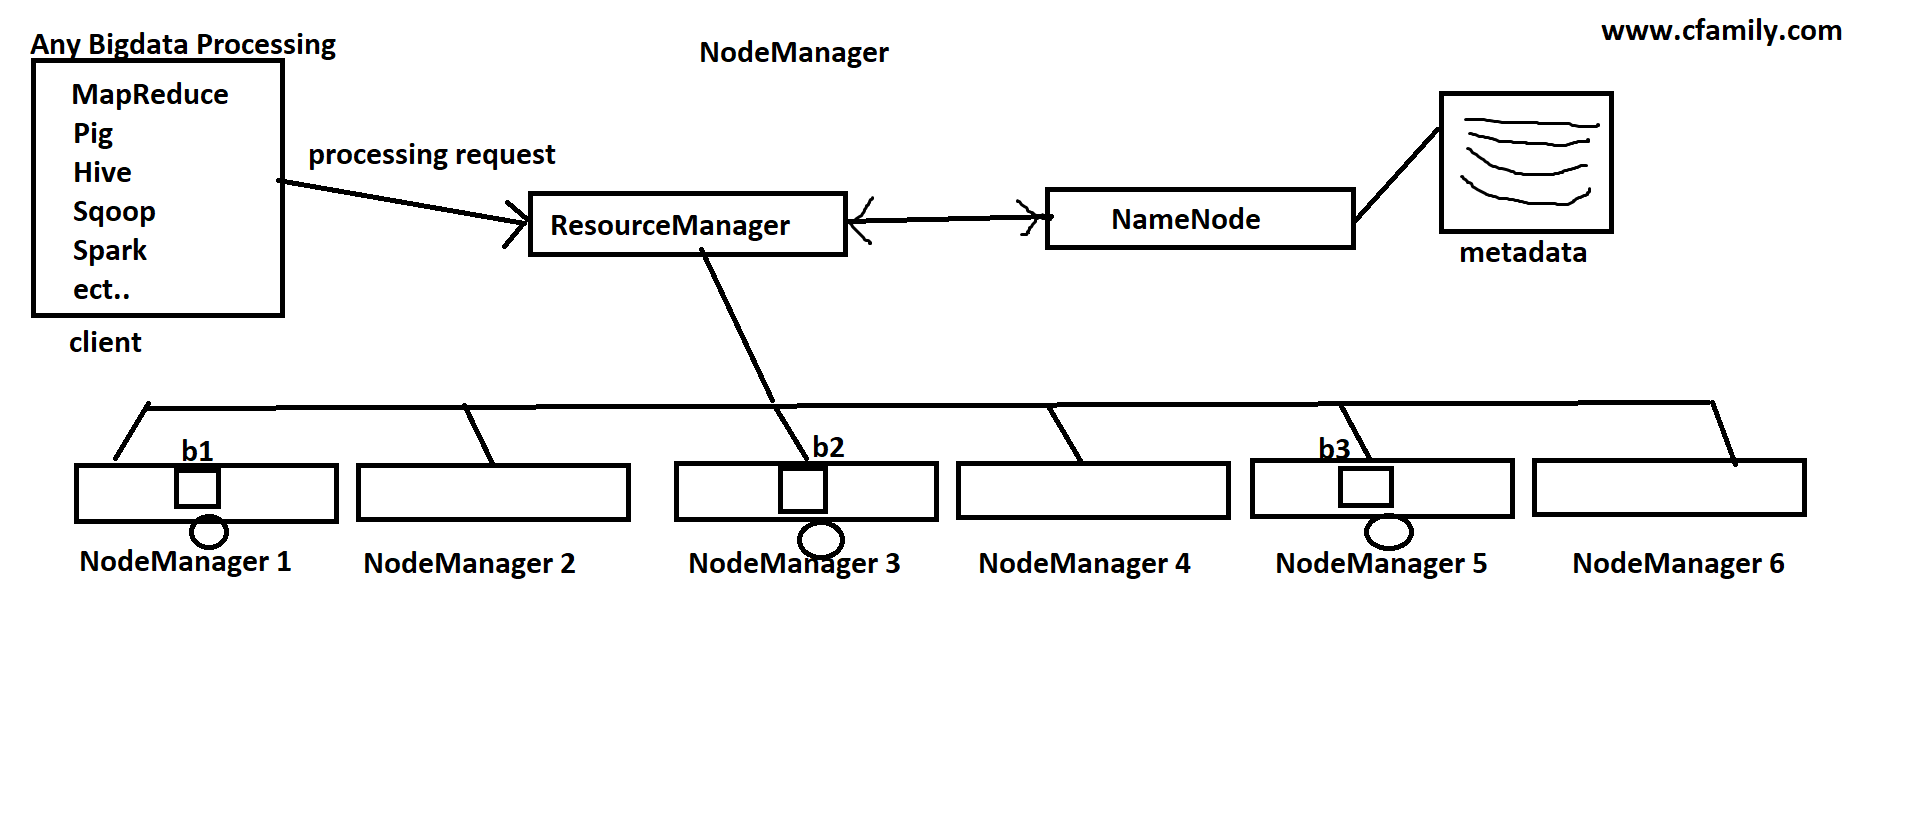 www.cfamily.com
Any Bigdata Processing
NodeManager
MapReduce
Pig
Hive
Sqoop
Spark
ect..
client
processing request
ResourceManager
NameNode
metadata
b1
b2
b3
NodeManager 1
NodeManager 2
NodeManager 3
NodeManager 4
NodeManager 5
NodeManager 6